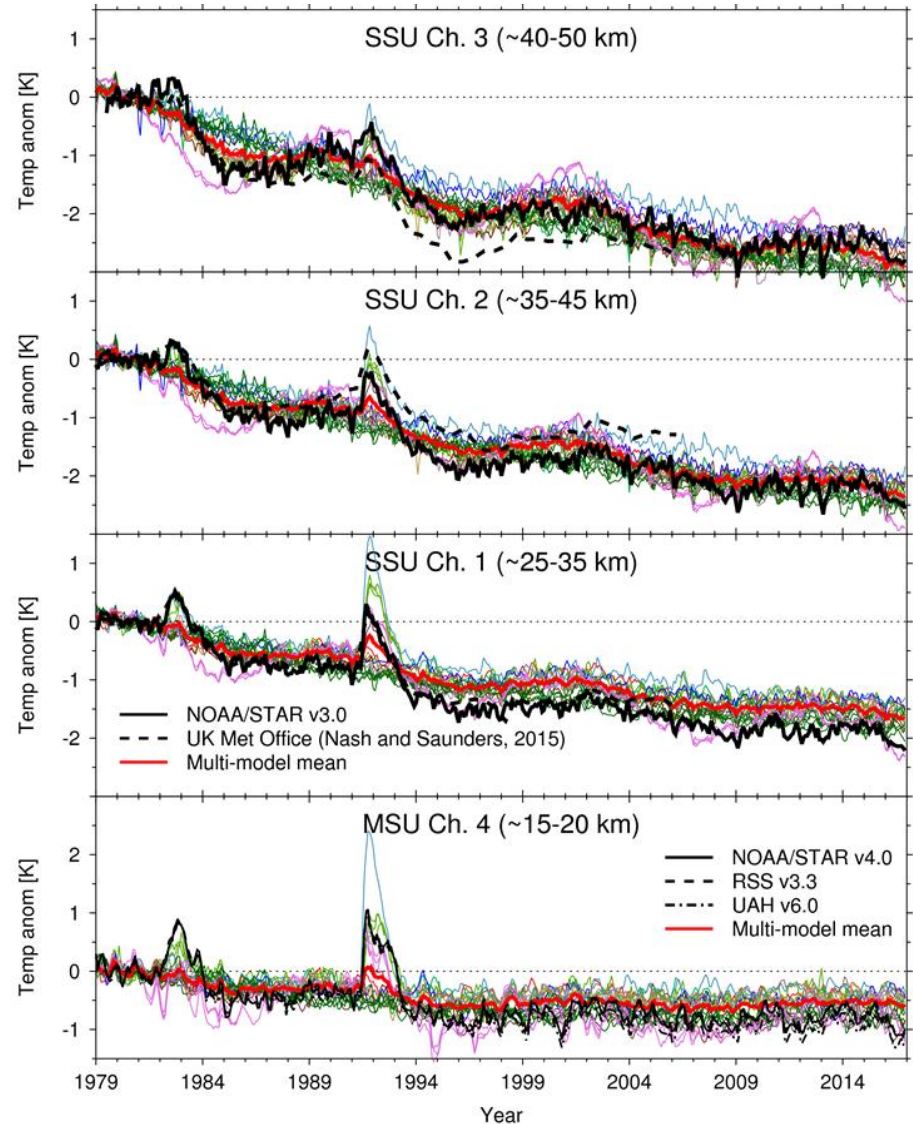 SSU Ch. 3 (~40-50 km)
Temp anom [K]
1
0
-1
-2
SSU Ch. 2 (~35-45 km)
Temp anom [K]
1
0
-1
-2
SSU Ch. 1 (~25-35 km)
Temp anom [K]
1
0
-1
-2
NOAA/STAR v3.0
UK Met Office (Nash and Saunders, 2015)
Multi-model mean
MSU Ch. 4 (~15-20 km)
Temp anom [K]
2
1
0
-1
NOAA/STAR v4.0
RSS v3.3
UAH v6.0
Multi-model mean
1979 1984 1989 1994 1999 2004 2009 2014
Year